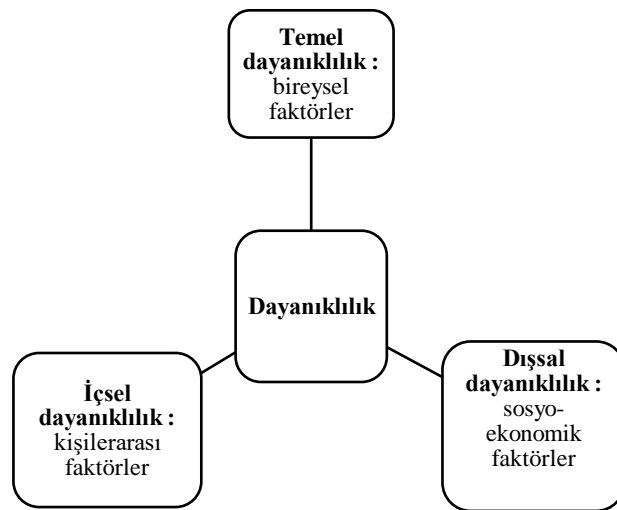 Temel
dayanıklılık :
bireysel
faktörler
Dayanıklılık
İçsel
dayanıklılık :
kişilerarası
faktörler
Dışsal
dayanıklılık :
sosyo-
ekonomik
faktörler